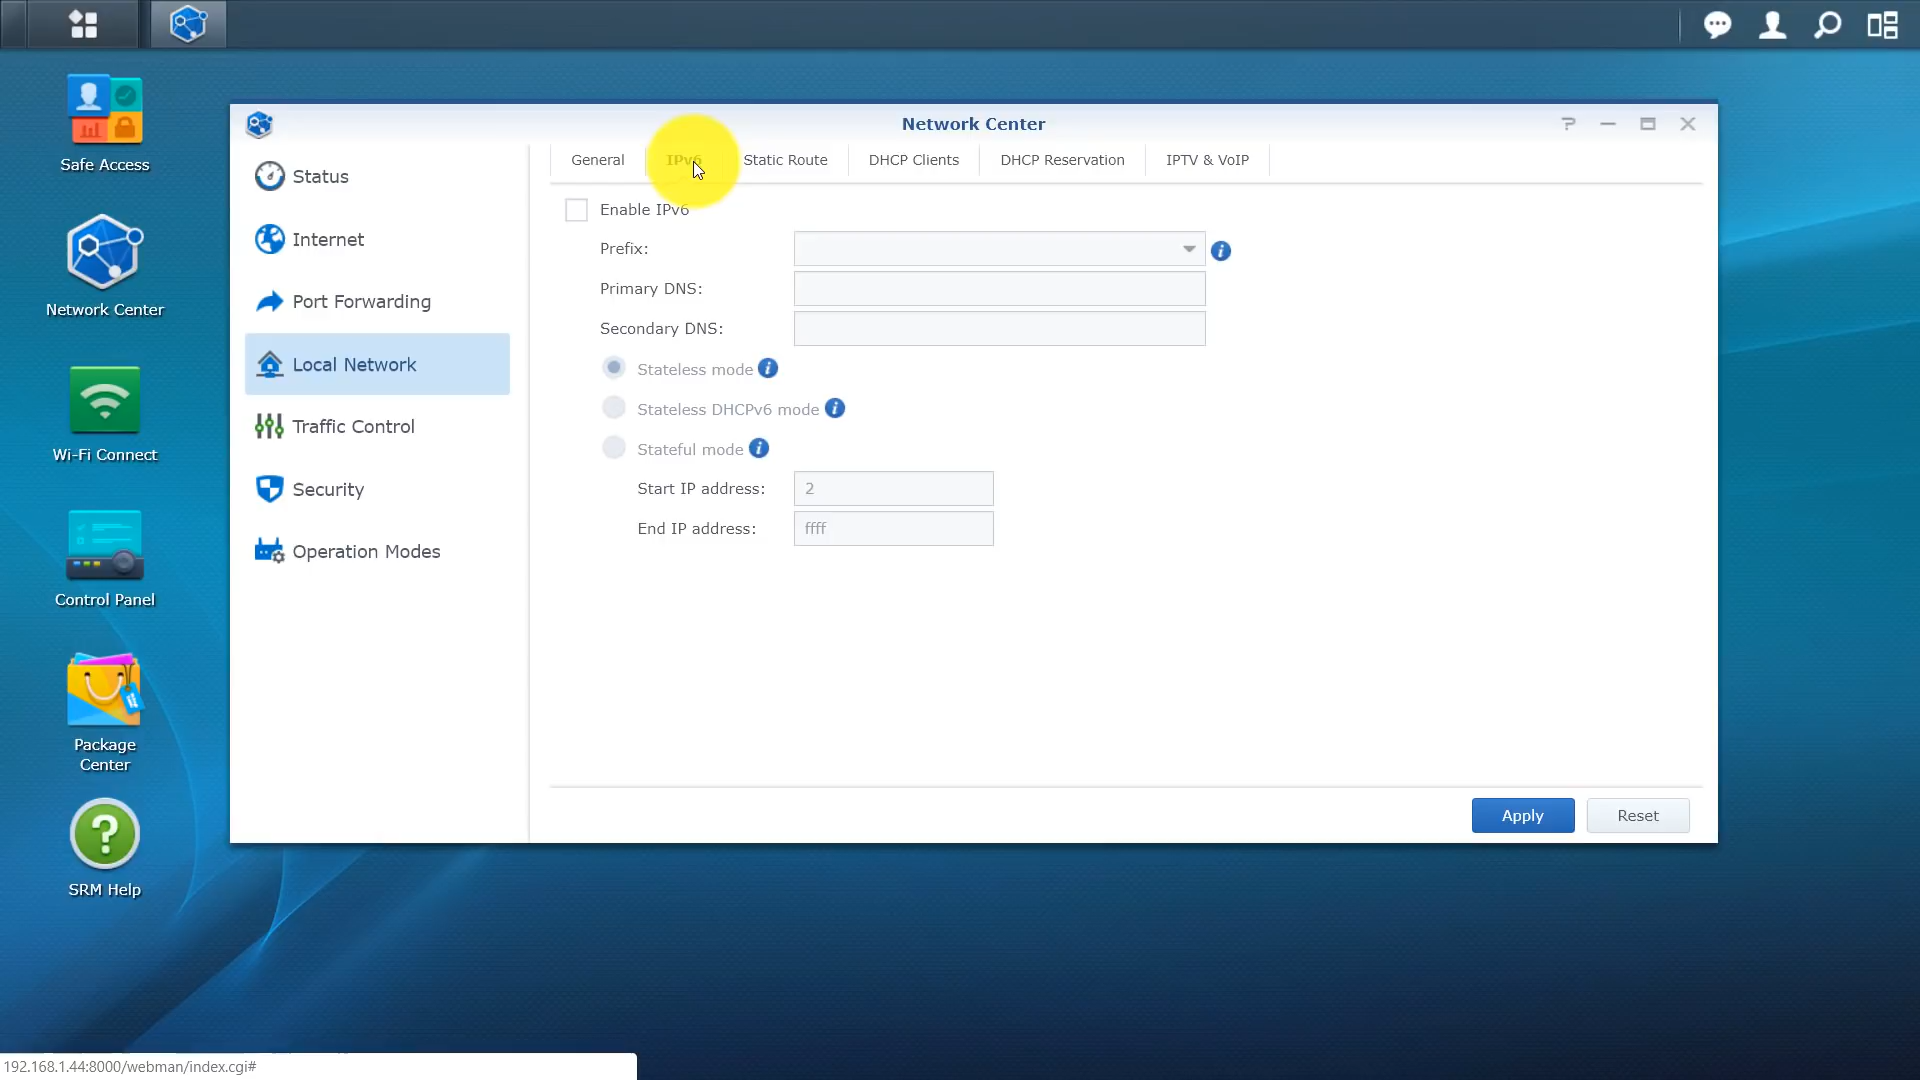 Safe Access
Network Center
Wi-Fi Connect
Control Panel
Package
Center
SRM Help
Network Center
Status
Internet
Port Forwarding
Local Network
Traffic Control
Security
Operation Modes
General
IPv6
Static Route
DHCP Clients
DHCP Reservation
IPTV & VoIP
Enable IPv6
Prefix:
Primary DNS:
Secondary DNS:
Stateless mode
Stateless DHCPv6 mode
Stateful mode
Start IP address: 2
End IP address: ffff
Apply
Reset
192.168.1.44:8000/webman/index.cgi#